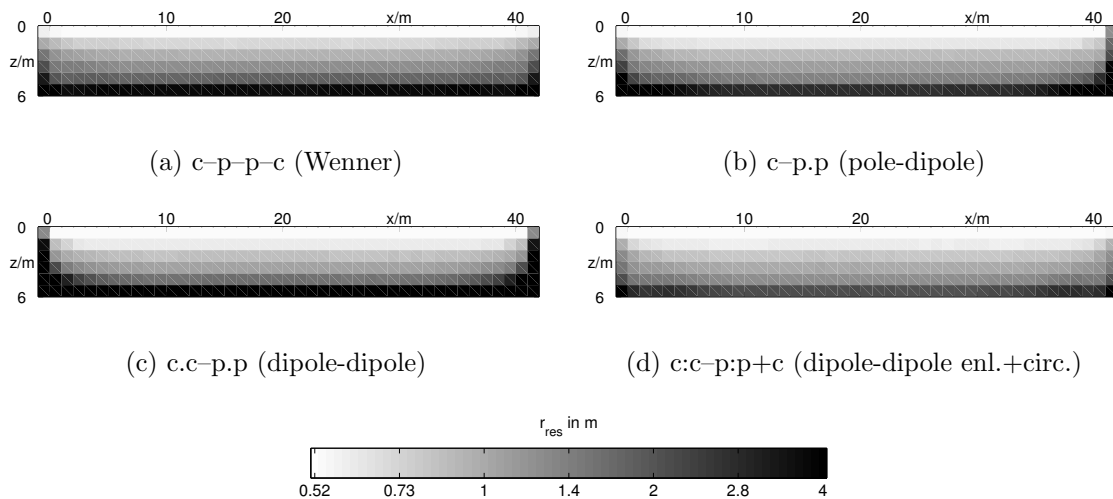 0 10 20 x/m 40
z/m
6
(a) c–p–p–c (Wenner)
0 10 20 x/m 40
z/m
6
(b) c–p.p (pole-dipole)
0 10 20 x/m 40
0
z/m
6
(c) c.c–p.p (dipole-dipole)
0 10 20 x/m 40
0
z/m
6
(d) c:c–p:p+c (dipole-dipole enl.+circ.)
r_res in m
0.52 0.73 1 1.4 2 2.8 4